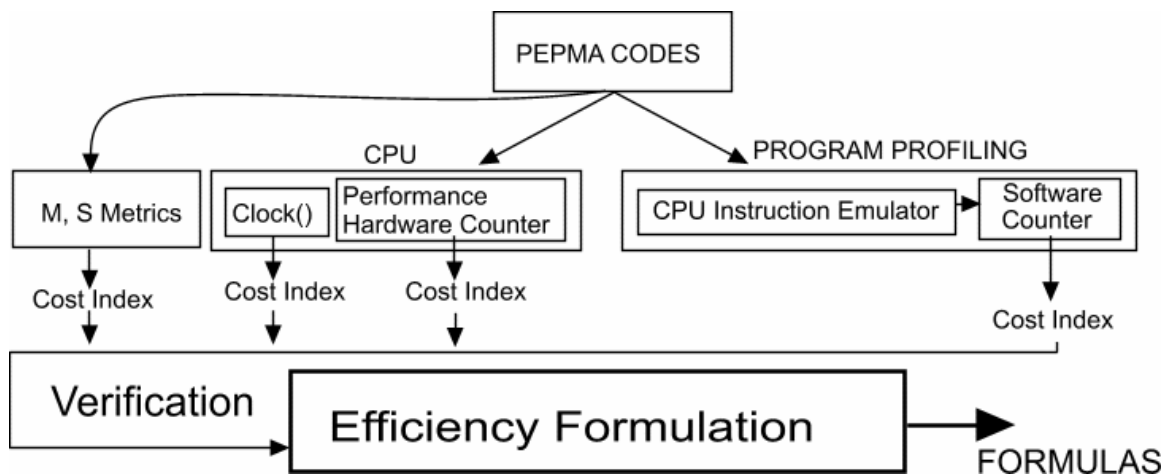 PEPMA CODES
CPU
PROGRAM PROFILING
M, S Metrics
Clock()
Performance
Hardware Counter
CPU Instruction Emulator
Software
Counter
Cost Index
Cost Index
Cost Index
Cost Index
Verification
Efficiency Formulation
FORMULAS